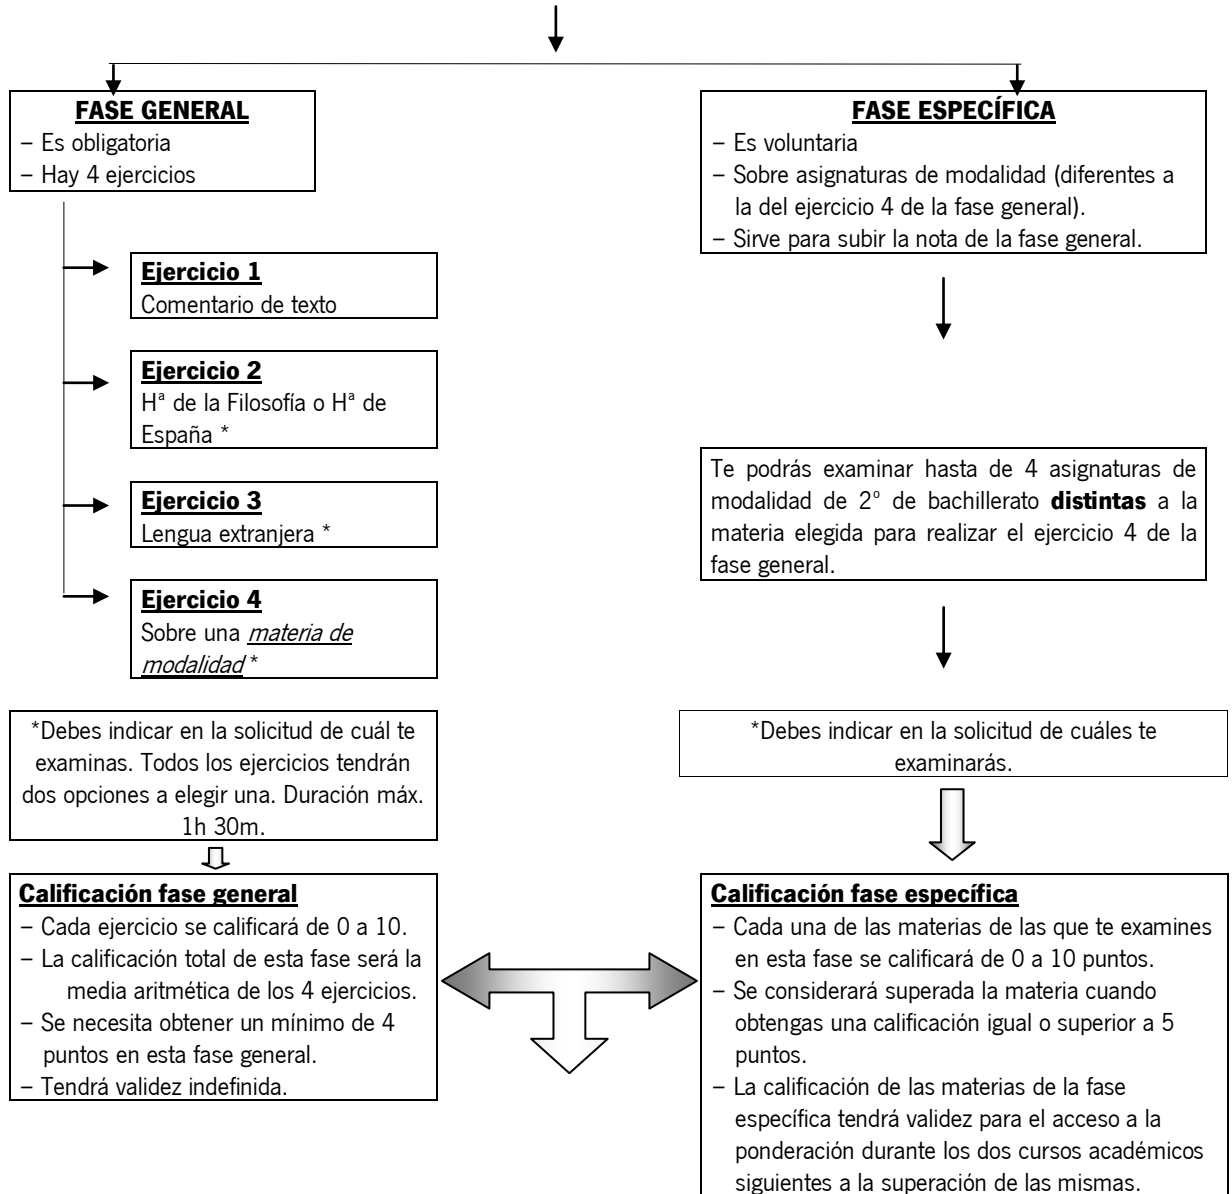 FASE GENERAL
– Es obligatoria
– Hay 4 ejercicios
Ejercicio 1
Comentario de texto
Ejercicio 2
Hª de la Filosofía o Hª de
España *
Ejercicio 3
Lengua extranjera *
Ejercicio 4
Sobre una materia de
modalidad *
*Debes indicar en la solicitud de cuál te
examinas. Todos los ejercicios tendrán
dos opciones a elegir una. Duración máx.
1h 30m.
Calificación fase general
– Cada ejercicio se calificará de 0 a 10.
– La calificación total de esta fase será la
media aritmética de los 4 ejercicios.
– Se necesita obtener un mínimo de 4
puntos en esta fase general.
– Tendrá validez indefinida.
FASE ESPECÍFICA
– Es voluntaria
– Sobre asignaturas de modalidad (diferentes a
la del ejercicio 4 de la fase general).
– Sirve para subir la nota de la fase general.
Te podrás examinar hasta de 4 asignaturas de
modalidad de 2º de bachillerato distintas a la
materia elegida para realizar el ejercicio 4 de la
fase general.
*Debes indicar en la solicitud de cuáles te
examinarás.
Calificación fase específica
– Cada una de las materias de las que te examines
en esta fase se calificará de 0 a 10 puntos.
– Se considerará superada la materia cuando
obtengas una calificación igual o superior a 5
puntos.
– La calificación de las materias de la fase
específica tendrá validez para el acceso a la
ponderación durante los dos cursos académicos
siguientes a la superación de las mismas.